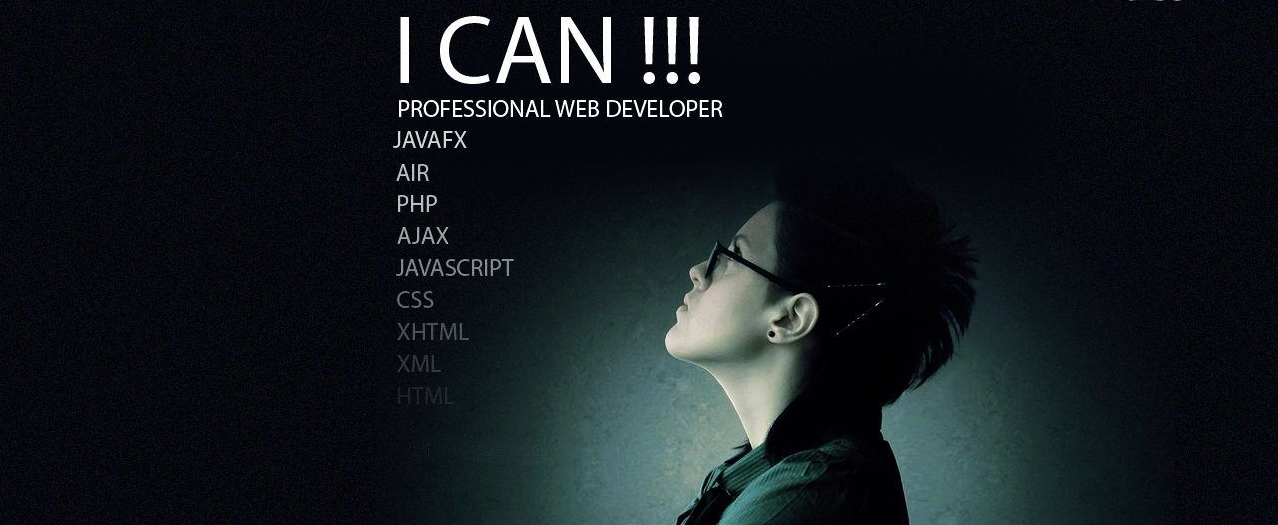 I CAN !!!
PROFESSIONAL WEB DEVELOPER
JAVAFX
AIR
PHP
AJAX
JAVASCRIPT
CSS
XHTML
XML
HTML